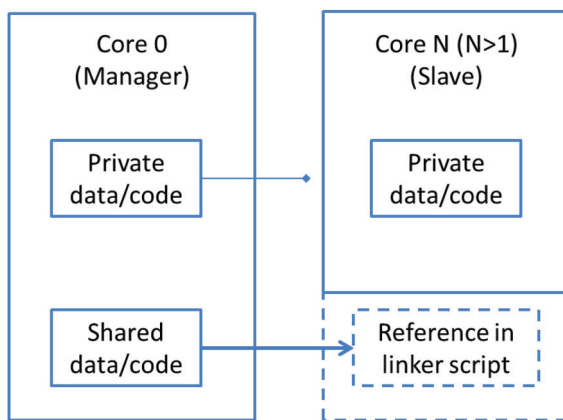 Core 0
(Manager)
Private
data/code
Shared
data/code
Core N (N>1)
(Slave)
Private
data/code
Reference in
linker script